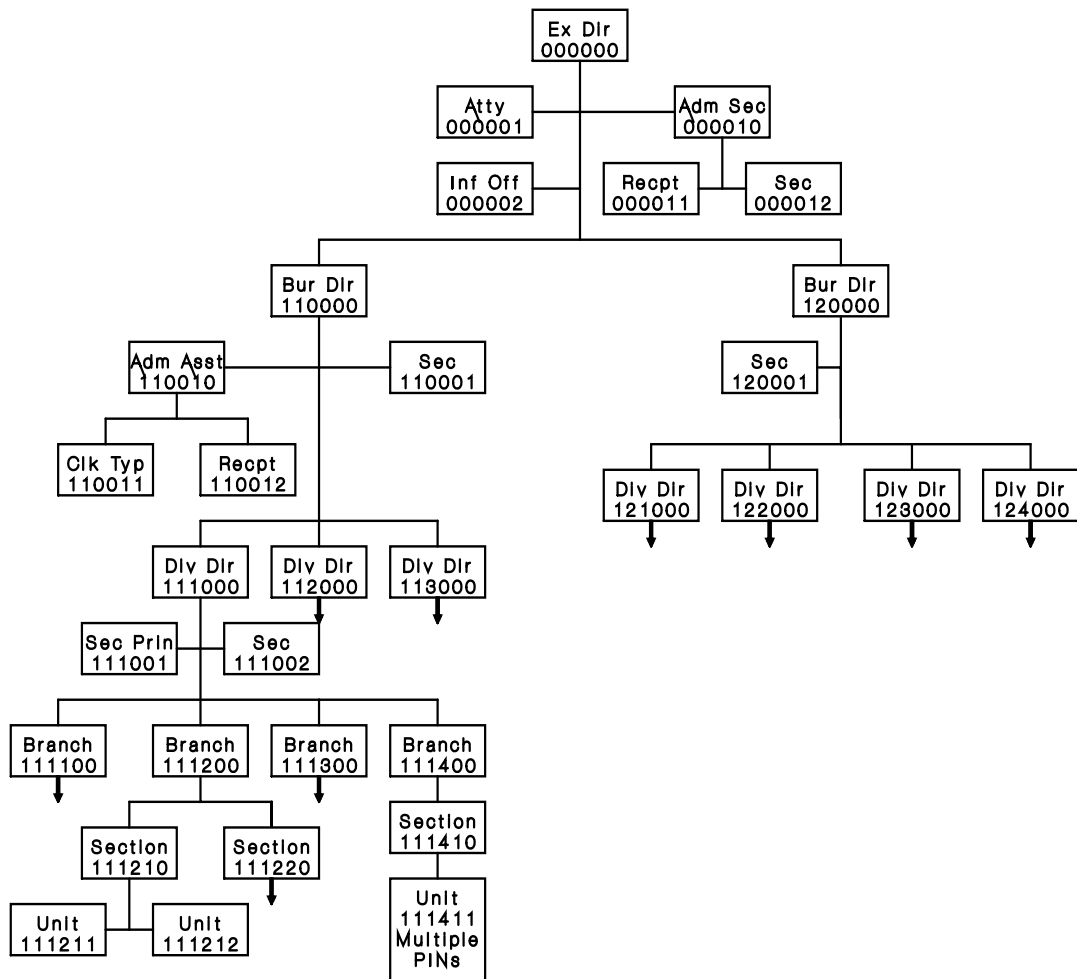 Ex Dir
000000
Atty
000001
Adm Sec
000010
Inf Off
000002
Recpt
000011
Sec
000012
Bur Dir
110000
Bur Dir
120000
Adm Asst
110010
Sec
110001
Sec
120001
Clk Typ
110011
Recpt
110012
Div Dir
121000
Div Dir
122000
Div Dir
123000
Div Dir
124000
Div Dir
111000
Div Dir
112000
Div Dir
113000
Sec Prin
111001
Sec
111002
Branch
111100
Branch
111200
Branch
111300
Branch
111400
Section
111210
Section
111220
Section
111410
Unit
111211
Unit
111212
Unit
111411
Multiple
PINs